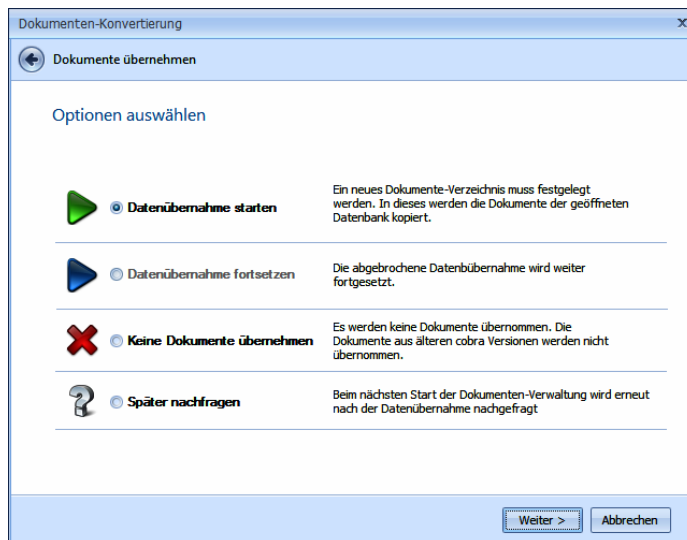 Dokumenten-Konvertierung
Dokumente übernehmen
Optionen auswählen
Datenübernahme starten
Ein neues Dokumente-Verzeichnis muss festgelegt
werden. In dieses werden die Dokumente der geöffneten
Datenbank kopiert.
Datenübernahme fortsetzen
Die abgebrochene Datenbübernahme wird weiter
fortgesetzt.
Keine Dokumente übernehmen
Es werden keine Dokumente übernommen. Die
Dokumente aus älteren cobra Versionen werden nicht
übernommen.
Später nachfragen
Beim nächsten Start der Dokumenten-Verwaltung wird erneut
nach der Datenübernahme nachgefragt
Weiter >
Abbrechen